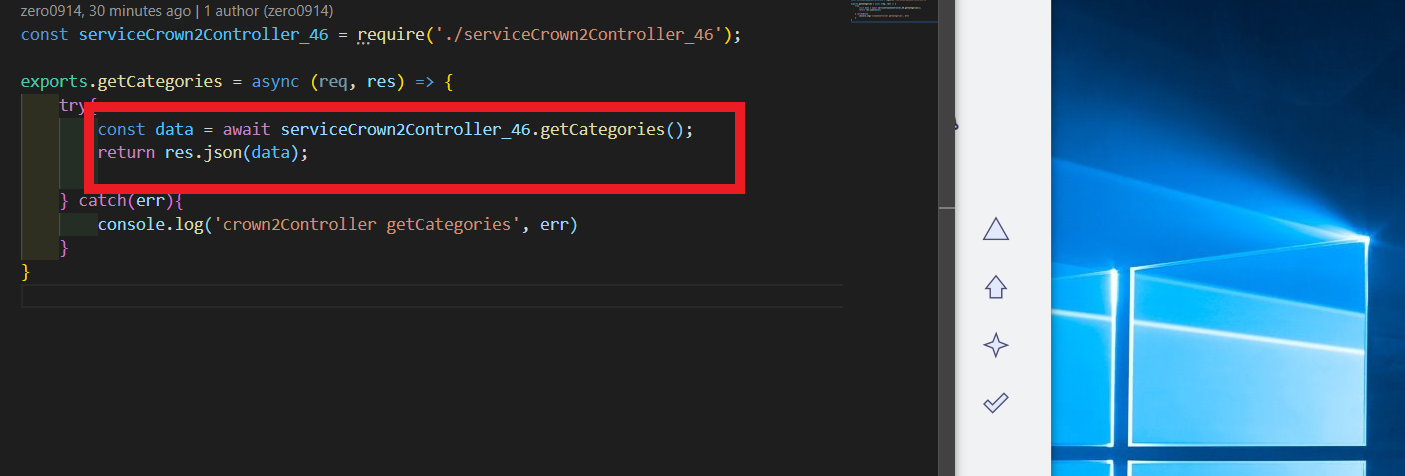 zero0914, 30 minutes ago | 1 author (zero0914)
const serviceCrown2Controller_46 = require('./serviceCrown2Controller_46');
exports.getCategories = async (req, res) => {
try{
const data = await serviceCrown2Controller_46.getCategories();
return res.json(data);
} catch(err){
console.log('crown2Controller getCategories', err)
}
}